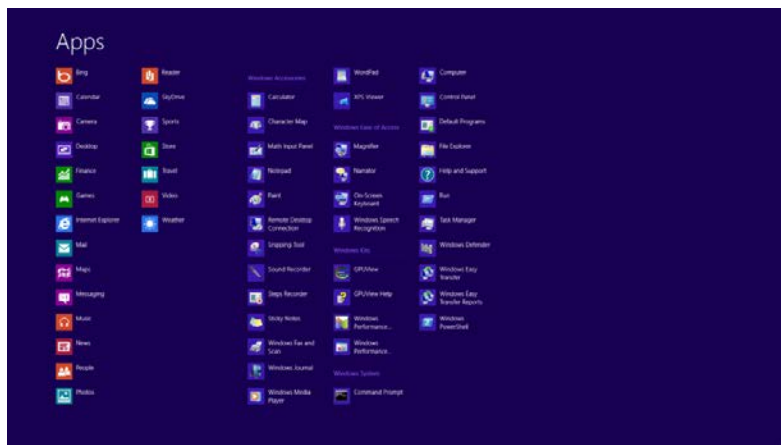 Apps
Bing
Calendar
Camera
Desktop
Finance
Games
Internet Explorer
Mail
Maps
Messaging
Music
News
People
Photos
Reader
SkyDrive
Sports
Store
Travel
Video
Weather
Windows Accessories
Calculator
Character Map
Math Input Panel
Notepad
Paint
Remote Desktop
Connection
Snipping Tool
Sound Recorder
Steps Recorder
Sticky Notes
Windows Fax and
Scan
Windows Journal
Windows Media
Player
WordPad
XPS Viewer
Windows Ease of Access
Magnifier
Narrator
On-Screen
Keyboard
Windows Speech
Recognition
Windows Kits
GPUView
GPUView Help
Windows
Performance...
Windows
Performance...
Windows System
Command Prompt
Computer
Control Panel
Default Programs
File Explorer
Help and Support
Run
Task Manager
Windows Defender
Windows Easy
Transfer
Windows Easy
Transfer Reports
Windows
PowerShell